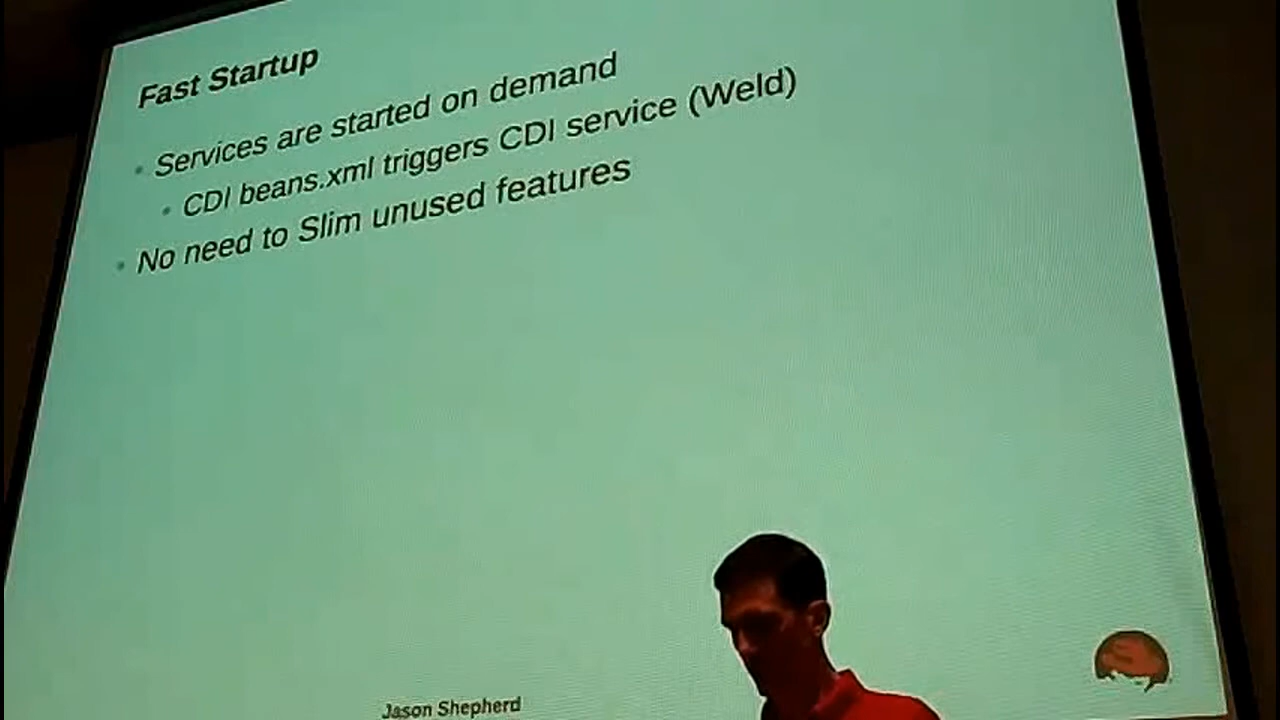 Fast Startup
Services are started on demand
CDI beans.xml triggers CDI service (Weld)
No need to Slim unused features
Jason Shepherd